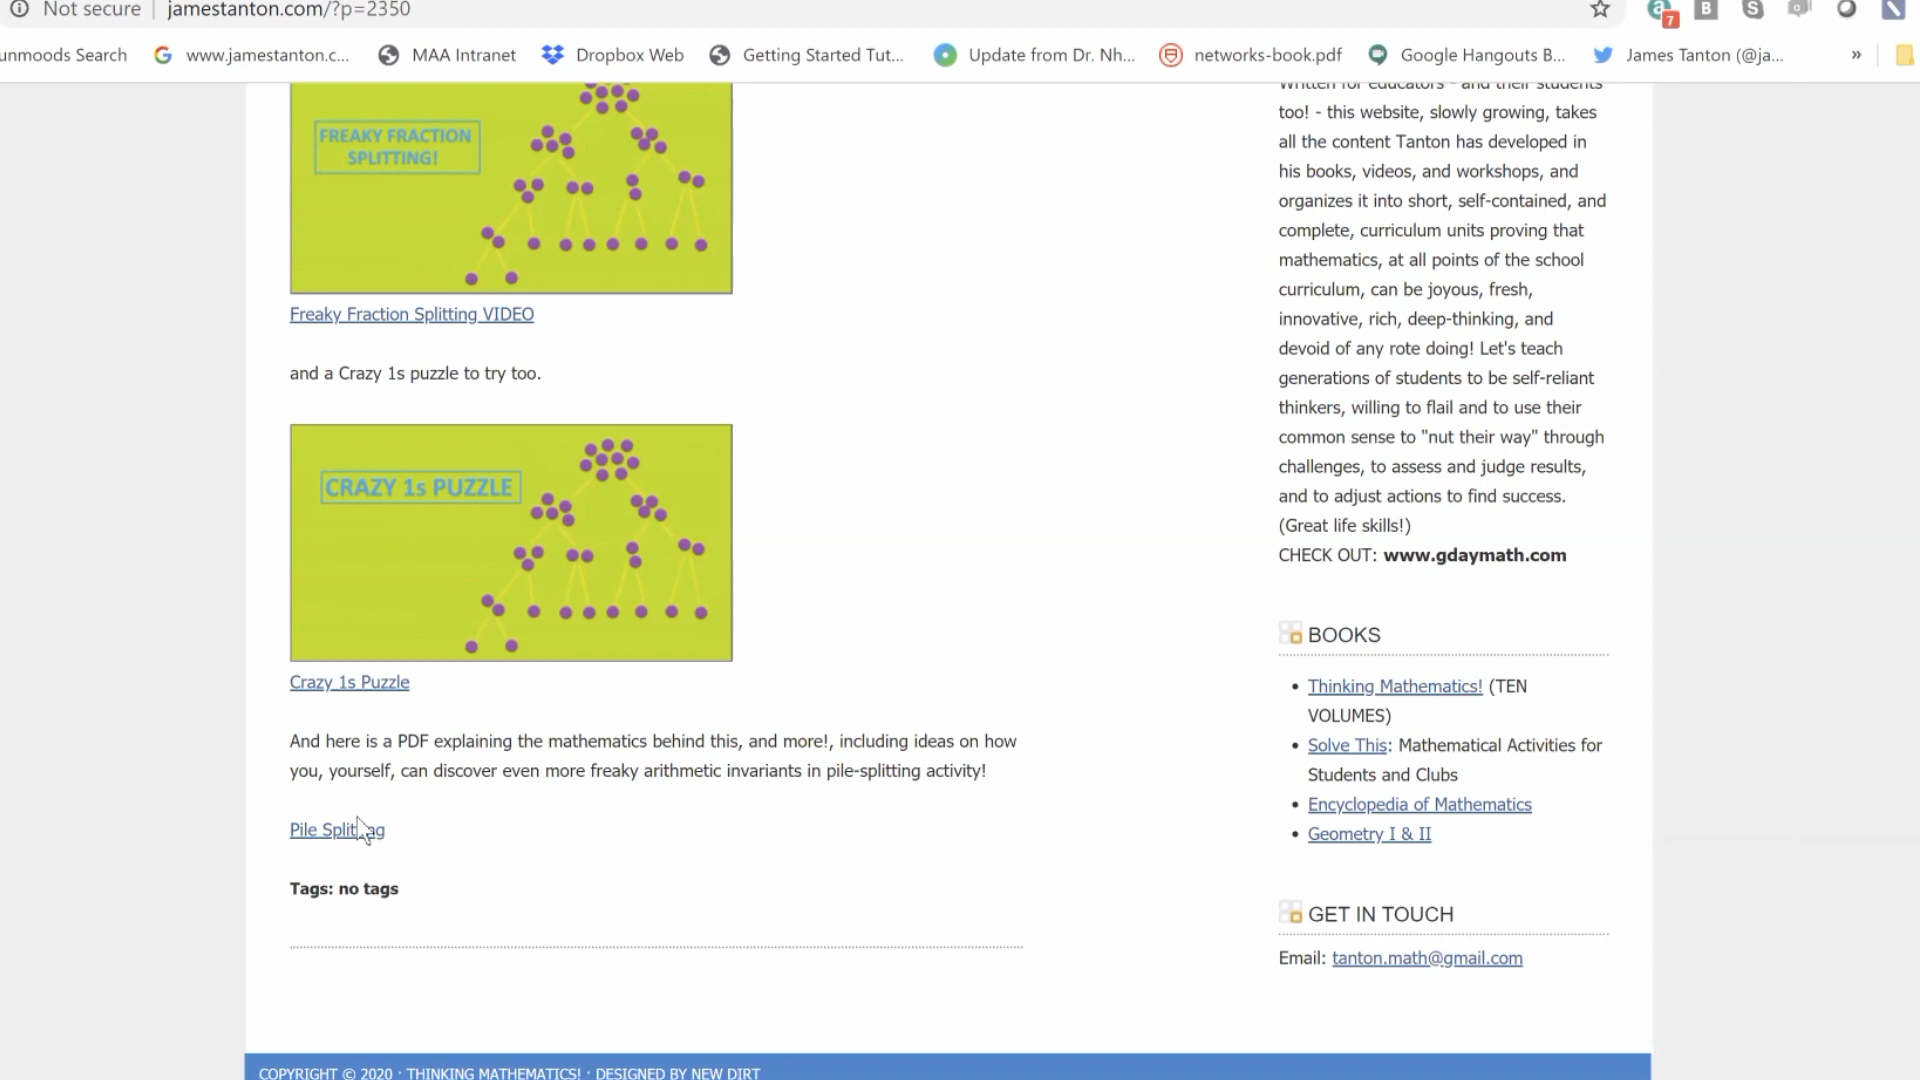 Not secure | jamestanton.com/?p=2350
a 7 B S
unmoods Search www.jamestanton.c... MAA Intranet Dropbox Web Getting Started Tut... Update from Dr. Nh... networks-book.pdf Google Hangouts B... James Tanton (@ja... »
FREAKY FRACTION
SPLITTING!
Freaky Fraction Splitting VIDEO
and a Crazy 1s puzzle to try too.
CRAZY 1s PUZZLE
Crazy 1s Puzzle
And here is a PDF explaining the mathematics behind this, and more!, including ideas on how
you, yourself, can discover even more freaky arithmetic invariants in pile-splitting activity!
Pile Splitting
Tags: no tags
Written for educators - and their students
too! - this website, slowly growing, takes
all the content Tanton has developed in
his books, videos, and workshops, and
organizes it into short, self-contained, and
complete, curriculum units proving that
mathematics, at all points of the school
curriculum, can be joyous, fresh,
innovative, rich, deep-thinking, and
devoid of any rote doing! Let's teach
generations of students to be self-reliant
thinkers, willing to flail and to use their
common sense to "nut their way" through
challenges, to assess and judge results,
and to adjust actions to find success.
(Great life skills!)
CHECK OUT: www.gdaymath.com
BOOKS
• Thinking Mathematics! (TEN
VOLUMES)
• Solve This: Mathematical Activities for
Students and Clubs
• Encyclopedia of Mathematics
• Geometry I & II
GET IN TOUCH
Email: tanton.math@gmail.com
COPYRIGHT © 2020 · THINKING MATHEMATICS! · DESIGNED BY NEW DIRT